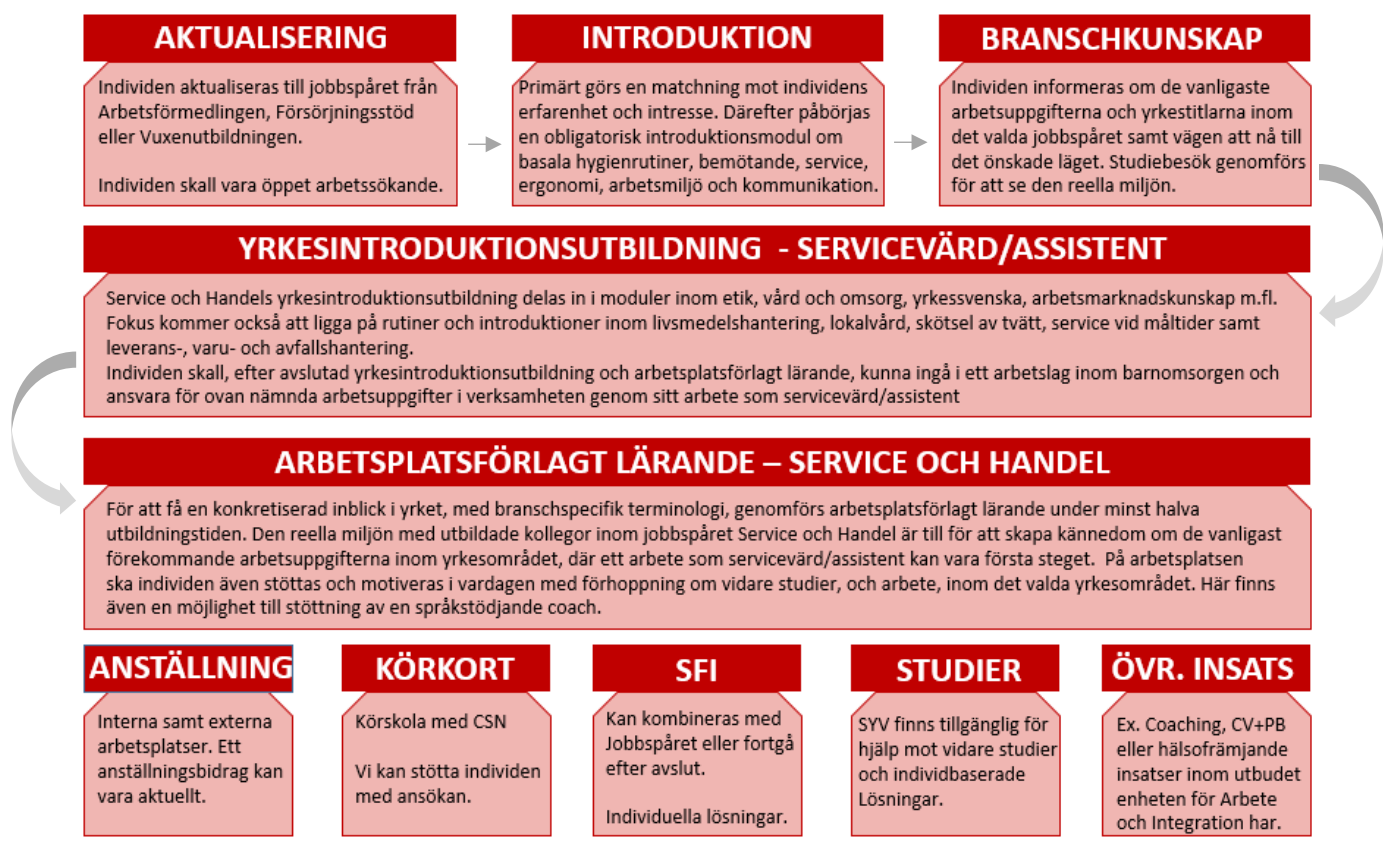 AKTUALISERING
Individen aktualiseras till jobbspåret från
Arbetsförmedlingen, Försörjningsstöd
eller Vuxenutbildningen.
Individen skall vara öppet arbetssökande.
INTRODUKTION
Primärt görs en matchning mot individens
erfarenhet och intresse. Därefter påbörjas
en obligatorisk introduktionsmodul om
basala hygienrutiner, bemötande, service,
ergonomi, arbetsmiljö och kommunikation.
BRANSCHKUNSKAP
Individen informeras om de vanligaste
arbetsuppgifterna och yrkestitlarna inom
det valda jobbspåret samt vägen att nå till
det önskade läget. Studiebesök genomförs
för att se den reella miljön.
YRKESINTRODUKTIONSUTBILDNING - SERVICEVÄRD/ASSISTENT
Service och Handels yrkesintroduktionsutbildning delas in i moduler inom etik, vård och omsorg, yrkessvenska, arbetsmarknadskunskap m.fl.
Fokus kommer också att ligga på rutiner och introduktioner inom livsmedelshantering, lokalvård, skötsel av tvätt, service vid måltider samt
leverans-, varu- och avfallshantering.
Individen skall, efter avslutad yrkesintroduktionsutbildning och arbetsplatsförlagt lärande, kunna ingå i ett arbetslag inom barnomsorgen och
ansvara för ovan nämnda arbetsuppgifter i verksamheten genom sitt arbete som servicevärd/assistent
ARBETSPLATSFÖRLAGT LÄRANDE – SERVICE OCH HANDEL
För att få en konkretiserad inblick i yrket, med branschspecifik terminologi, genomförs arbetsplatsförlagt lärande under minst halva
utbildningstiden. Den reella miljön med utbildade kollegor inom jobbspåret Service och Handel är till för att skapa kännedom om de vanligast
förekommande arbetsuppgifterna inom yrkesområdet, där ett arbete som servicevärd/assistent kan vara första steget. På arbetsplatsen
ska individen även stöttas och motiveras i vardagen med förhoppning om vidare studier, och arbete, inom det valda yrkesområdet. Här finns
även en möjlighet till stöttning av en språkstödjande coach.
ANSTÄLLNING
Interna samt externa
arbetsplatser. Ett
anställningsbidrag kan
vara aktuellt.
KÖRKORT
Körskola med CSN
Vi kan stötta individen
med ansökan.
SFI
Kan kombineras med
Jobbspåret eller fortgå
efter avslut.
Individuella lösningar.
STUDIER
SYV finns tillgänglig för
hjälp mot vidare studier
och individbaserade
Lösningar.
ÖVR. INSATS
Ex. Coaching, CV+PB
eller hälsofrämjande
insatser inom utbudet
enheten för Arbete
och Integration har.